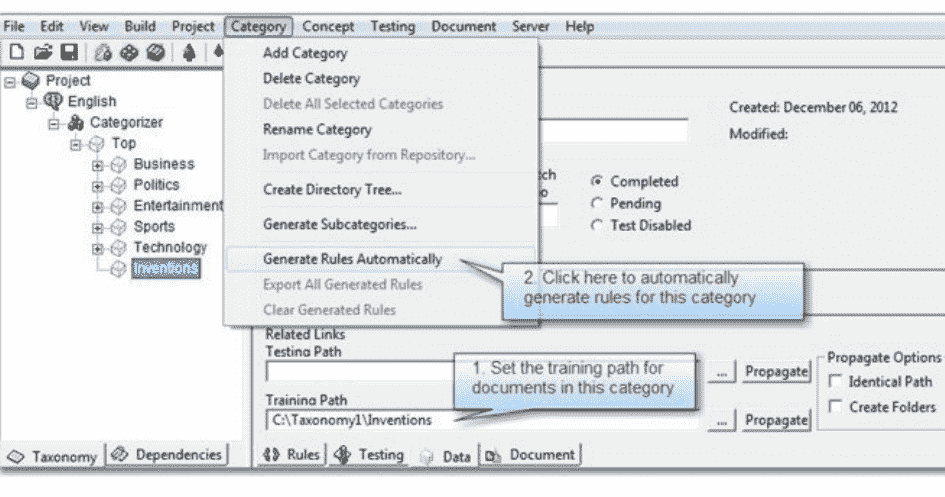 File Edit View Build Project Category Concept Testing Document Server Help
Add Category
Delete Category
Delete All Selected Categories
Rename Category
Import Category from Repository...
Create Directory Tree...
Generate Subcategories...
Generate Rules Automatically
Export All Generated Rules
Clear Generated Rules
Project
English
Categorizer
Top
Business
Politics
Entertainment
Sports
Technology
Inventions
Created: December 06, 2012
Modified:
Completed
Pending
Test Disabled
2. Click here to automatically
generate rules for this category
Related Links
Testing Path
1. Set the training path for
documents in this category
... Propagate
Training Path
C:\Taxonomy1\Inventions
... Propagate
Propagate Options
Identical Path
Create Folders
Taxonomy Dependencies
Rules Testing Data Document